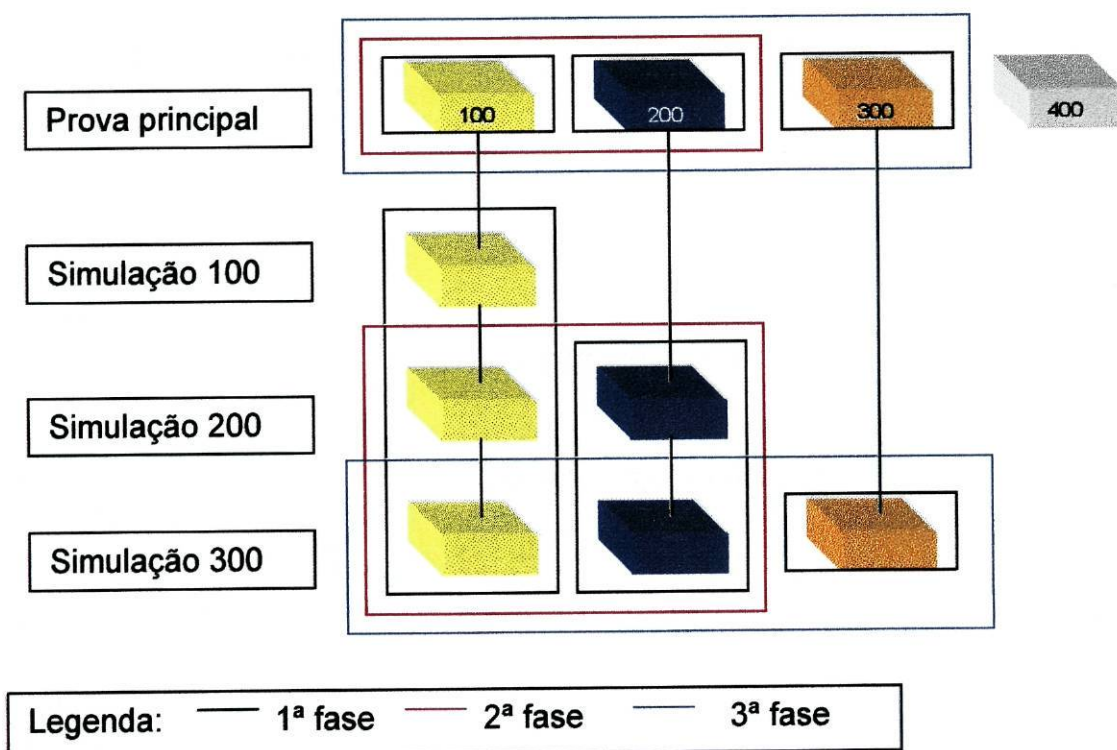 Prova principal
100
200
300
400
Simulação 100
Simulação 200
Simulação 300
Legenda: 1ª fase 2ª fase 3ª fase